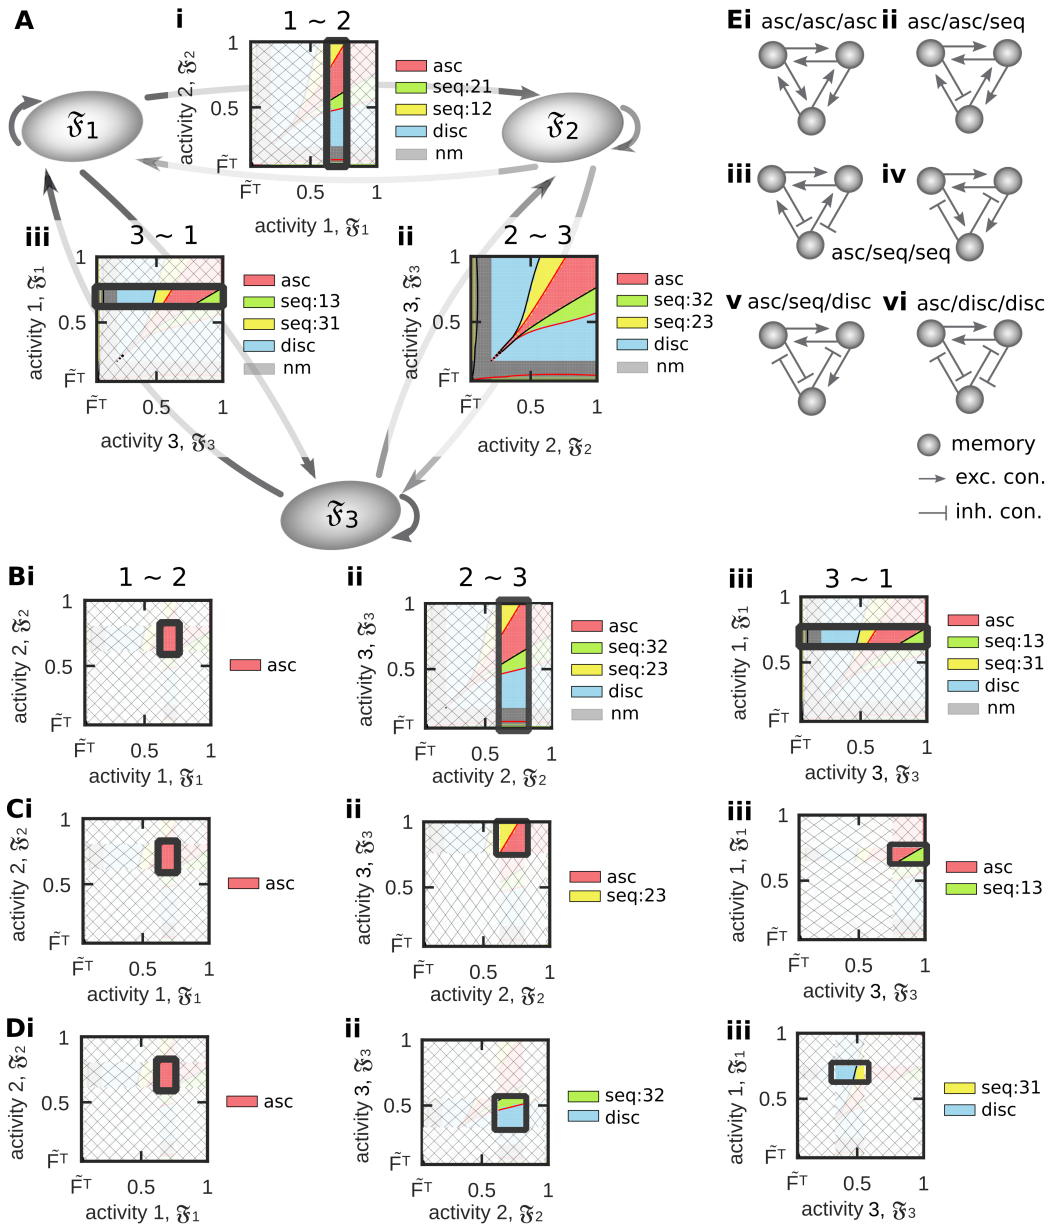 A
i
1 ~ 2
activity 2, 𝔉2
1
0.5
F̃T
F̃T
0.5
1
activity 1, 𝔉1
asc
seq:21
seq:12
disc
nm
𝔉1
𝔉2
iii
3 ~ 1
activity 1, 𝔉1
1
0.5
F̃T
F̃T
0.5
1
activity 3, 𝔉3
asc
seq:13
seq:31
disc
nm
ii
2 ~ 3
activity 3, 𝔉3
1
0.5
F̃T
F̃T
0.5
1
activity 2, 𝔉2
asc
seq:32
seq:23
disc
nm
𝔉3
Ei
asc/asc/asc
ii
asc/asc/seq
iii
iv
asc/seq/seq
v
asc/seq/disc
vi
asc/disc/disc
memory
exc. con.
inh. con.
Bi
1 ~ 2
activity 2, 𝔉2
1
0.5
F̃T
F̃T
0.5
1
activity 1, 𝔉1
asc
ii
2 ~ 3
activity 3, 𝔉3
1
0.5
F̃T
F̃T
0.5
1
activity 2, 𝔉2
asc
seq:32
seq:23
disc
nm
iii
3 ~ 1
activity 1, 𝔉1
1
0.5
F̃T
F̃T
0.5
1
activity 3, 𝔉3
asc
seq:13
seq:31
disc
nm
Ci
activity 2, 𝔉2
1
0.5
F̃T
F̃T
0.5
1
activity 1, 𝔉1
asc
ii
activity 3, 𝔉3
1
0.5
F̃T
F̃T
0.5
1
activity 2, 𝔉2
asc
seq:23
iii
activity 1, 𝔉1
1
0.5
F̃T
F̃T
0.5
1
activity 3, 𝔉3
asc
seq:13
Di
activity 2, 𝔉2
1
0.5
F̃T
F̃T
0.5
1
activity 1, 𝔉1
asc
ii
activity 3, 𝔉3
1
0.5
F̃T
F̃T
0.5
1
activity 2, 𝔉2
seq:32
disc
iii
activity 1, 𝔉1
1
0.5
F̃T
F̃T
0.5
1
activity 3, 𝔉3
seq:31
disc